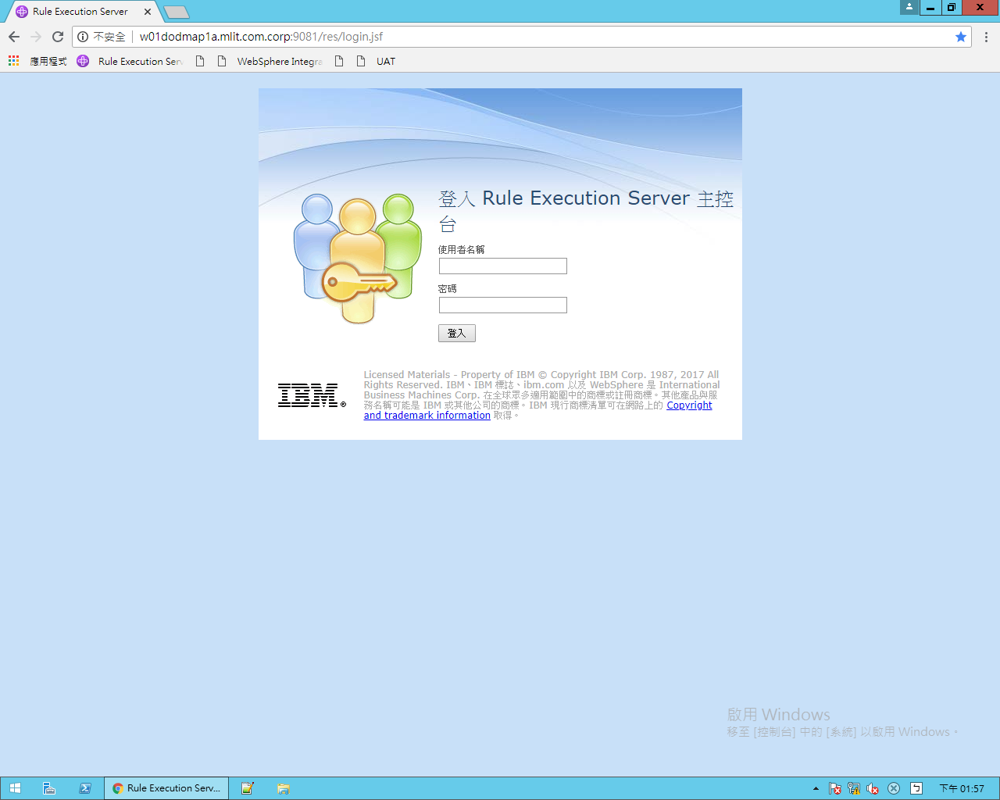 Rule Execution Server
不安全
w01dodmap1a.mlit.com.corp:9081/res/login.jsf
應用程式
Rule Execution Serv
WebSphere Integra
UAT
登入 Rule Execution Server 主控
台
使用者名稱
密碼
登入
Licensed Materials - Property of IBM © Copyright IBM Corp. 1987, 2017 All
Rights Reserved. IBM、IBM 標誌、ibm.com 以及 WebSphere 是 International
Business Machines Corp. 在全球眾多適用範圍中的商標或註冊商標。其他產品與服
務名稱可能是 IBM 或其他公司的商標。IBM 現行商標清單可在網路上的 Copyright
and trademark information 取得。
IBM®
啟用 Windows
移至 [控制台] 中的 [系統] 以啟用 Windows。
Rule Execution Serv...
ㄅ
下午 01:57